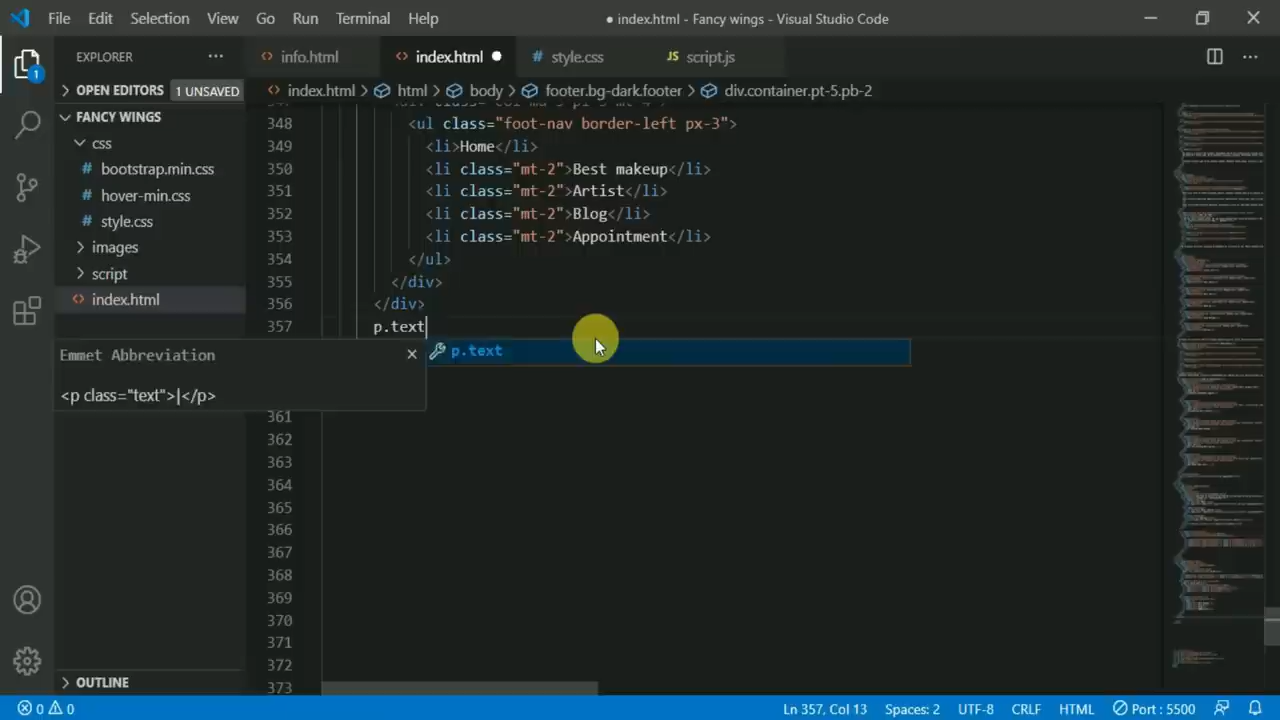 File Edit Selection View Go Run Terminal Help
● index.html - Fancy wings - Visual Studio Code
EXPLORER
info.html
index.html
style.css
script.js
OPEN EDITORS 1 UNSAVED
index.html > html > body > footer.bg-dark.footer > div.container.pt-5.pb-2
FANCY WINGS
css
bootstrap.min.css
hover-min.css
style.css
images
script
index.html
1
348 <ul class="foot-nav border-left px-3">
349 <li>Home</li>
350 <li class="mt-2">Best makeup</li>
351 <li class="mt-2">Artist</li>
352 <li class="mt-2">Blog</li>
353 <li class="mt-2">Appointment</li>
354 </ul>
355 </div>
356 </div>
357 p.text
p.text
Emmet Abbreviation
<p class="text">|</p>
361
362
363
364
365
366
367
368
369
370
371
372
373
OUTLINE
0 0
Ln 357, Col 13 Spaces: 2 UTF-8 CRLF HTML Port : 5500